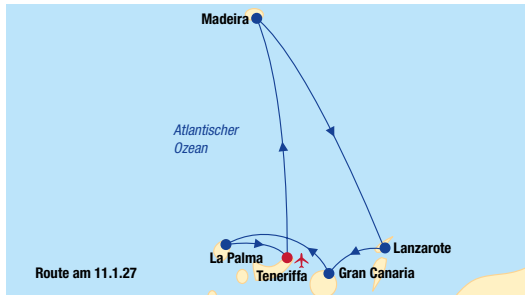 Madeira
Atlantischer
Ozean
Lanzarote
La Palma
Teneriffa
Gran Canaria
Route am 11.1.27